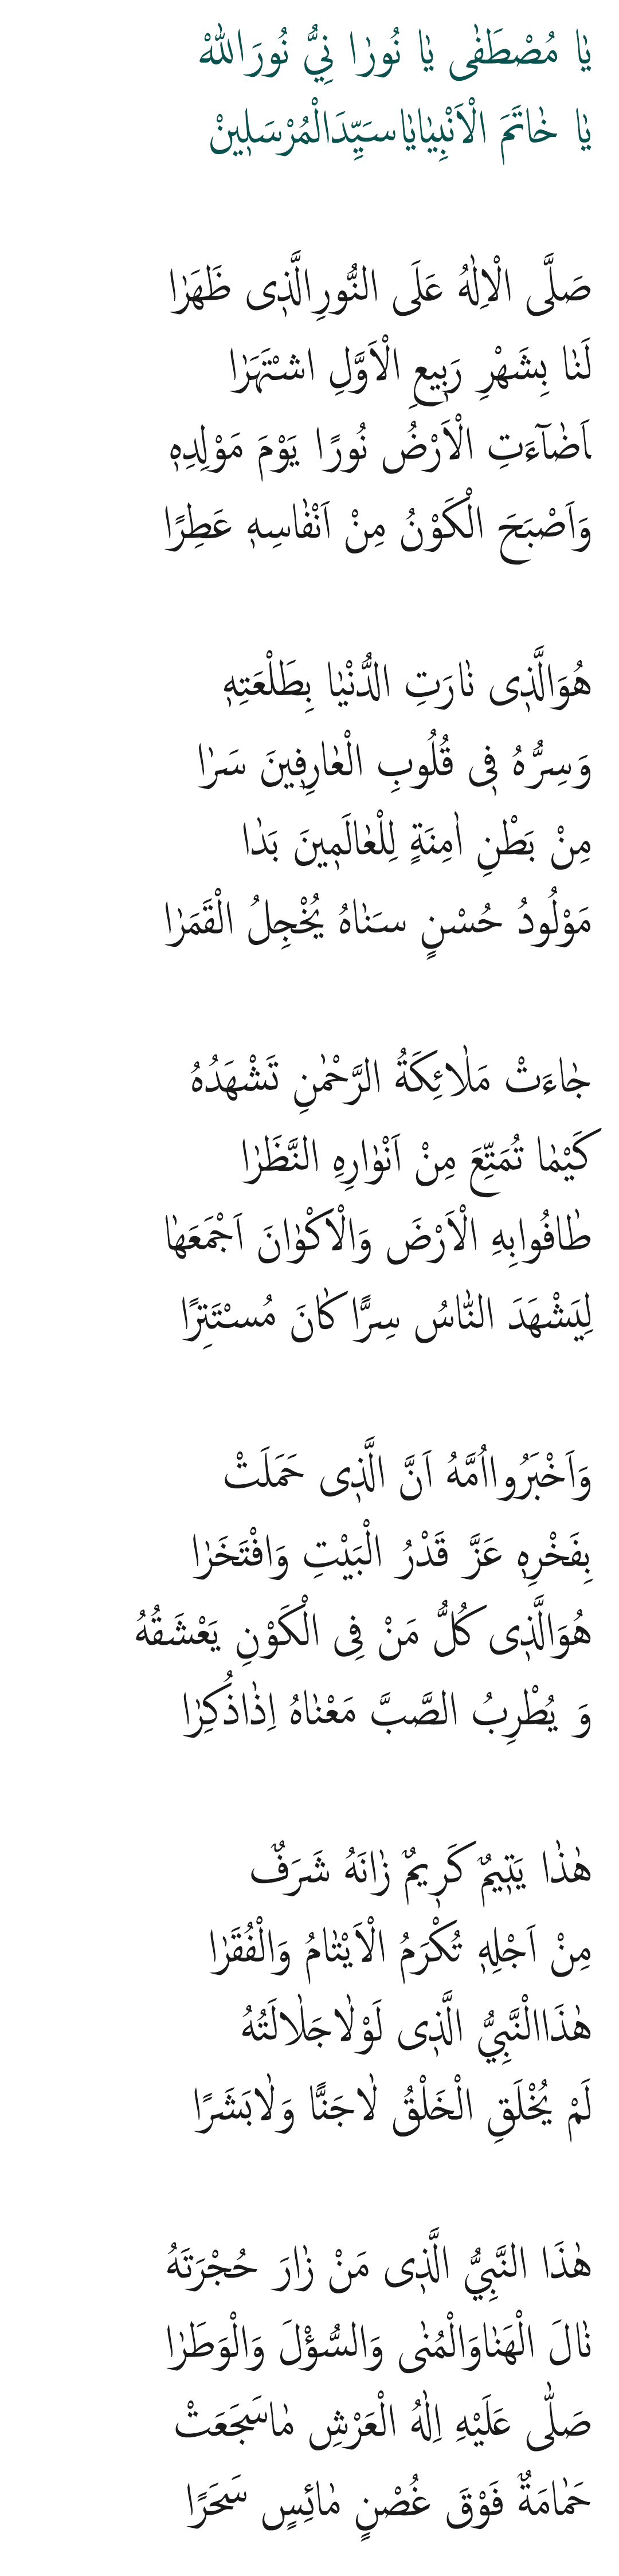 يٰا مُصْطَفٰى يٰا نُورٰا نِيُّ نُورَاللّٰهْ
يٰا خٰاتَمَ الْاَنْبِيٰايٰاسَيِّدَالْمُرْسَلٖينْ
صَلَّى الْاِلٰهُ عَلَى النُّورِالَّذٖى ظَهَرٰا
لَنٰا بِشَهْرِ رَبٖيعِ الْاَوَّلِ اشْتَهَرٰا
اَضٰآءَتِ الْاَرْضُ نُورًا يَوْمَ مَوْلِدِهٖ
وَاَصْبَحَ الْكَوْنُ مِنْ اَنْفٰاسِهٖ عَطِرًا
هُوَالَّذٖى نٰارَتِ الدُّنْيٰا بِطَلْعَتِهٖ
وَسِرُّهُ فٖى قُلُوبِ الْعٰارِفٖينَ سَرٰا
مِنْ بَطْنِ اٰمِنَةٍ لِلْعٰالَمٖينَ بَدٰا
مَوْلُودُ حُسْنٍ سَنٰاهُ يُخْجِلُ الْقَمَرٰا
جٰاءَتْ مَلٰائِكَةُ الرَّحْمٰنِ تَشْهَدُهُ
كَيْمٰا تُمَتِّعَ مِنْ اَنْوٰارِهِ النَّظَرٰا
طٰافُوابِهِ الْاَرْضَ وَالْاَكْوٰانَ اَجْمَعَهٰا
لِيَشْهَدَ النّٰاسُ سِرًّا كٰانَ مُسْتَتِرًا
وَاَخْبَرُوااُمَّهُ اَنَّ الَّذٖى حَمَلَتْ
بِفَخْرِهٖ عَزَّ قَدْرُ الْبَيْتِ وَافْتَخَرٰا
هُوَالَّذٖى كُلُّ مَنْ فِى الْكَوْنِ يَعْشَقُهُ
وَ يُطْرِبُ الصَّبَّ مَعْنٰاهُ اِذٰاذُكِرٰا
هٰذٰا يَتٖيمٌ كَرٖيمٌ زٰانَهُ شَرَفٌ
مِنْ اَجْلِهٖ تُكْرَمُ الْاَيْتٰامُ وَالْفُقَرٰا
هٰذَاالْنَّبِيُّ الَّذٖى لَوْلٰاجَلٰالَتُهُ
لَمْ يُخْلَقِ الْخَلْقُ لٰاجَنًّا وَلٰابَشَرًا
هٰذَا النَّبِيُّ الَّذٖى مَنْ زٰارَ حُجْرَتَهُ
نٰالَ الْهَنٰاوَالْمُنٰى وَالسُّؤْلَ وَالْوَطَرٰا
صَلّٰى عَلَيْهِ اِلٰهُ الْعَرْشِ مٰاسَجَعَتْ
حَمٰامَةٌ فَوْقَ غُصْنٍ مٰائِسٍ سَحَرًا